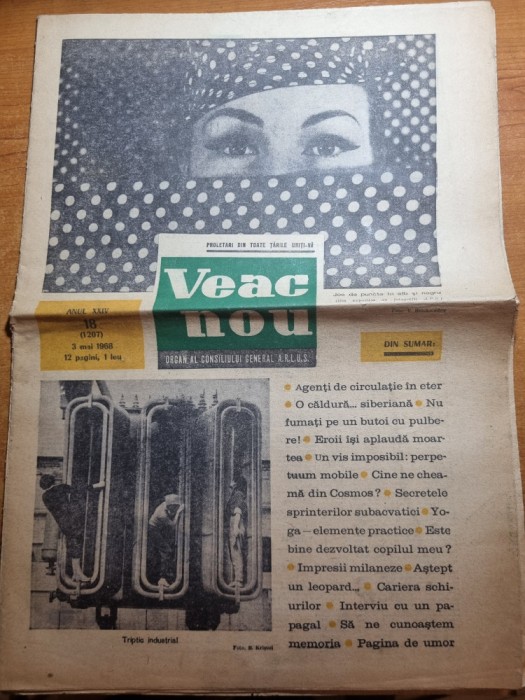 PROLETARI DIN TOATE ȚĂRILE UNIȚI-VĂ
Veac
nou
ORGAN AL CONSILIULUI GENERAL A.R.L.U.S.
ANUL XXIV
18
(1207)
3 mai 1968
12 pagini, 1 leu
DIN SUMAR:
• Agenți de circulație în eter
• O căldură... siberiană • Nu
fumați pe un butoi cu pulbe-
re! • Eroii își aplaudă moar-
tea • Un vis imposibil: perpe-
tuum mobile • Cine ne chea-
mă din Cosmos? • Secretele
sprinterilor subacvatici • Yo-
ga — elemente practice • Este
bine dezvoltat copilul meu?
• Impresii milaneze • Aștept
un leopard... • Cariera schi-
urilor • Interviu cu un pa-
pagal • Să ne cunoaștem
memoria • Pagina de umor
Triptic industrial.
Foto: